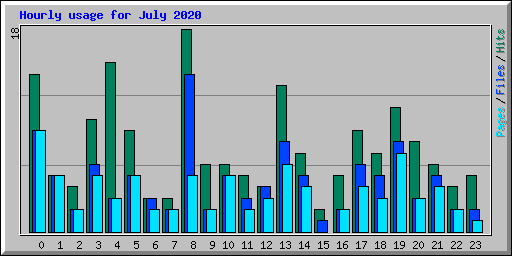 Hourly usage for July 2020
18
Pages/Files/Hits
0 1 2 3 4 5 6 7 8 9 10 11 12 13 14 15 16 17 18 19 20 21 22 23